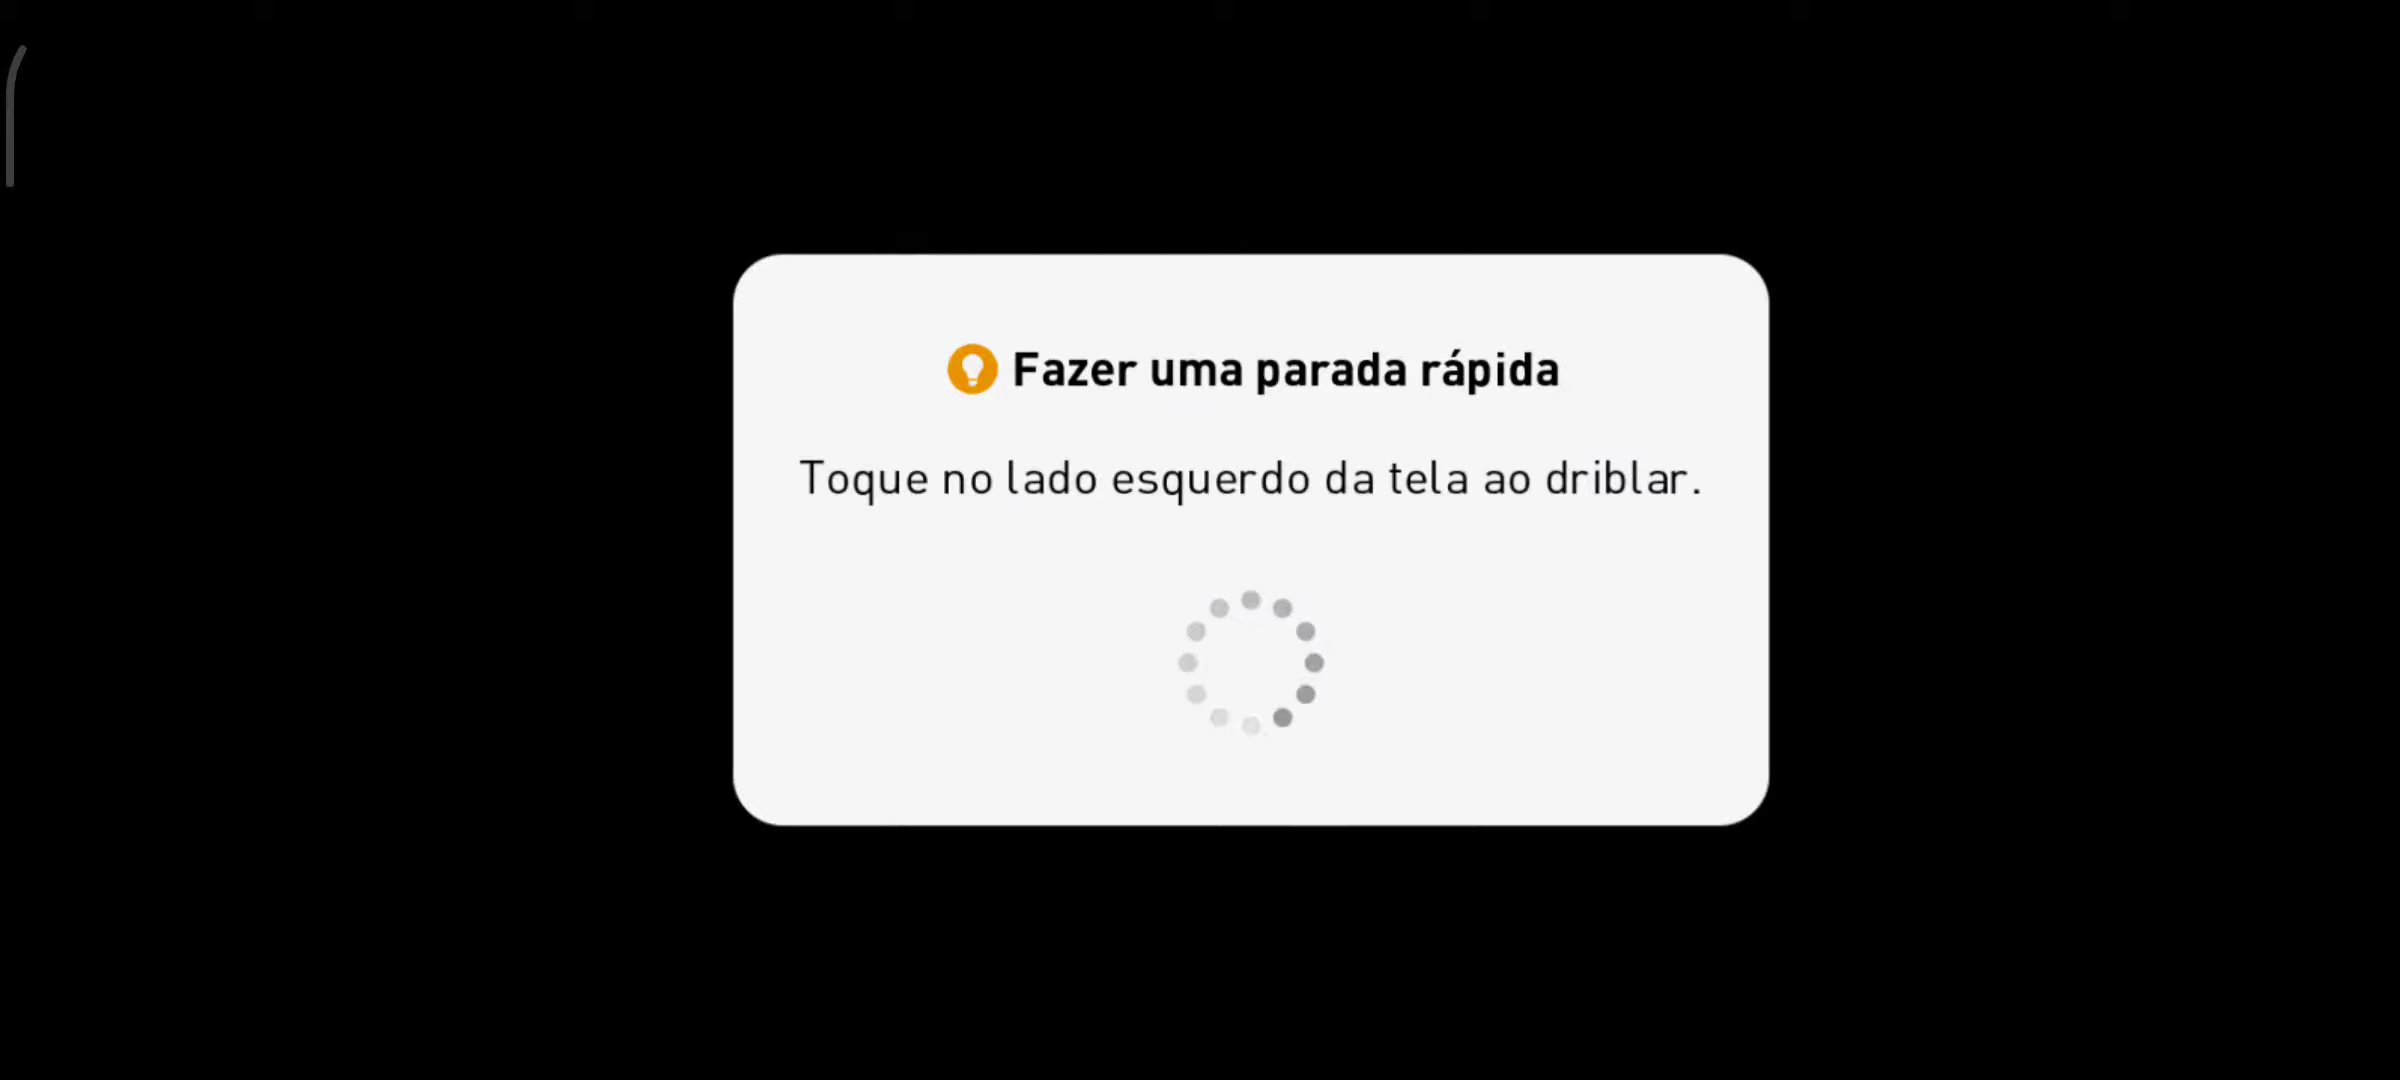 Fazer uma parada rápida
Toque no lado esquerdo da tela ao driblar.